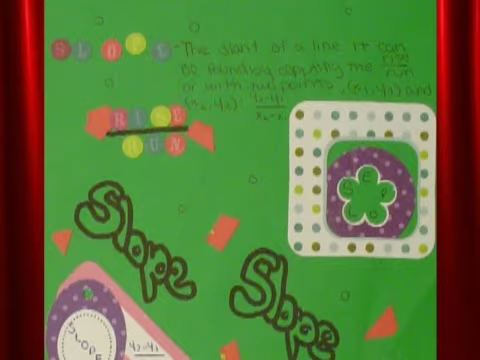 SLOPE - The slant of a line it can
be found by computing the rise/run
or with two points, (x1, y1) and
(x2, y2):
RISE
RUN
SLOPE
Slope
Slope
SLOPE